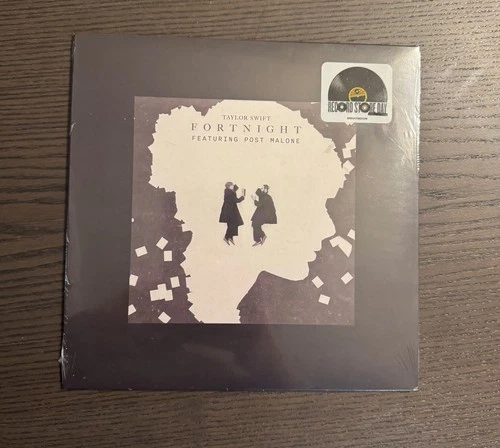 TAYLOR SWIFT
FORTNIGHT
FEATURING POST MALONE
RECORD STORE DAY